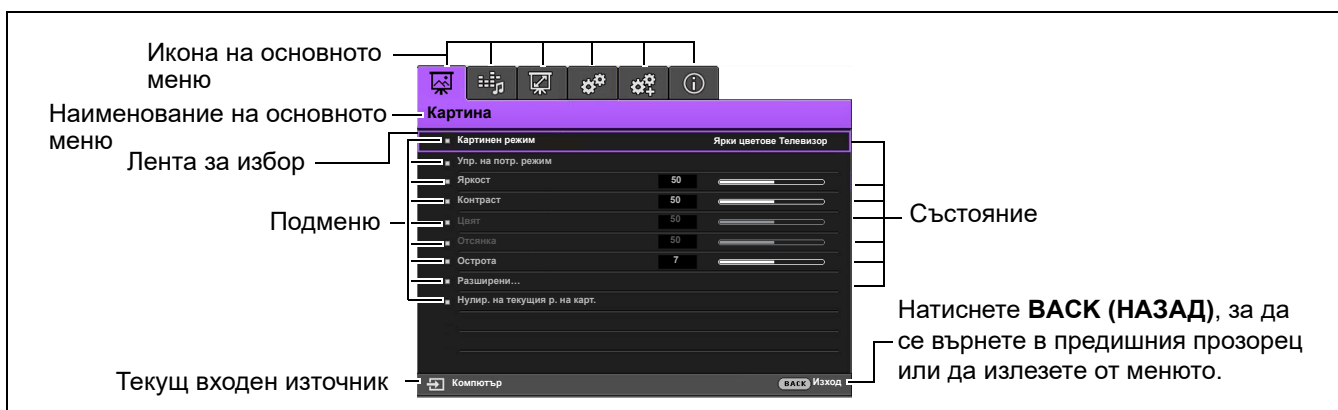 Икона на основното
меню
Наименование на основното
меню
Лента за избор
Подменю
Текущ входен източник
Картина
Картинен режим Ярки цветове Телевизор
Упр. на потр. режим
Яркост 50
Контраст 50
Цвят 50
Отсянка 50
Острота 7
Разширени...
Нулир. на текущия р. на карт.
Компютър BACK Изход
Състояние
Натиснете BACK (НАЗАД), за да
се върнете в предишния прозорец
или да излезете от менюто.